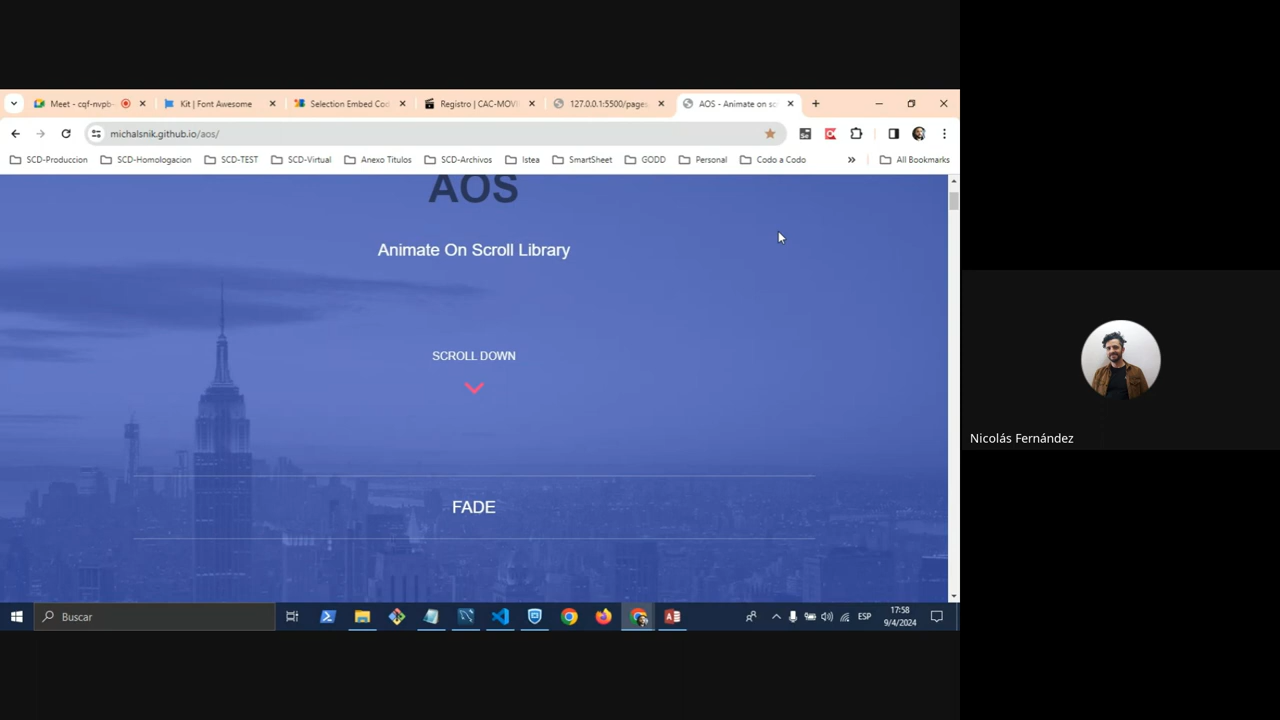 Meet - cqf-nvpb-
Kit | Font Awesome
Selection Embed Cod
Registro | CAC-MOVI
127.0.0.1:5500/pages
AOS - Animate on sc
michalsnik.github.io/aos/
SCD-Produccion
SCD-Homologacion
SCD-TEST
SCD-Virtual
Anexo Titulos
SCD-Archivos
Istea
SmartSheet
GODD
Personal
Codo a Codo
»
All Bookmarks
AOS
Animate On Scroll Library
SCROLL DOWN
FADE
Nicolás Fernández
Buscar
ESP
17:58
9/4/2024